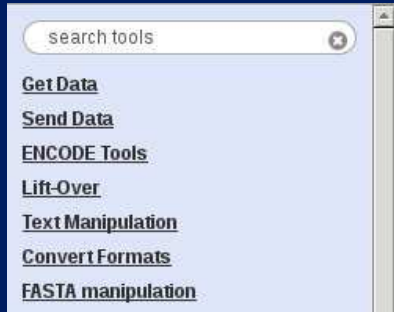 search tools
Get Data
Send Data
ENCODE Tools
Lift-Over
Text Manipulation
Convert Formats
FASTA manipulation